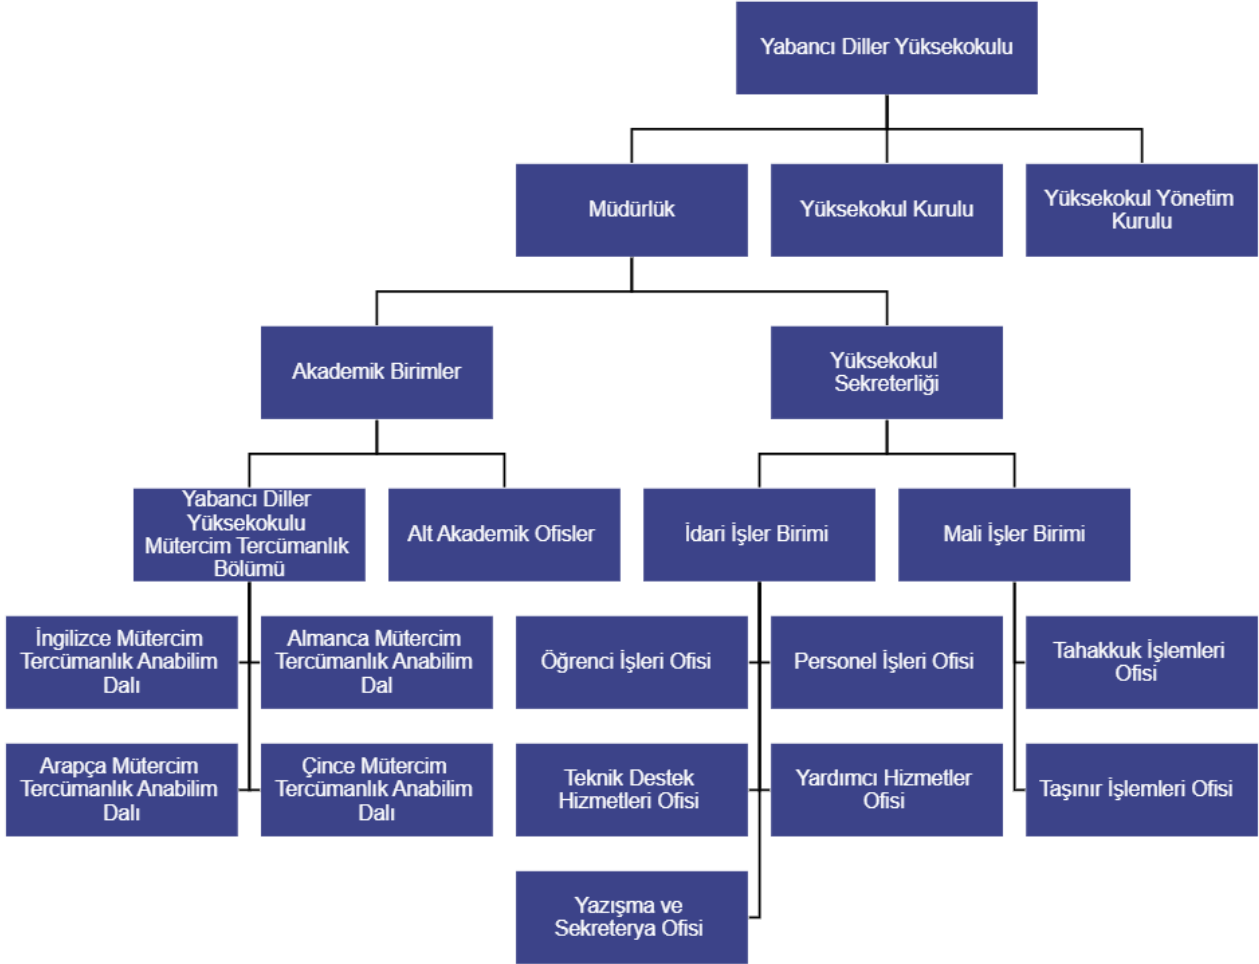 Yabancı Diller Yüksekokulu
Müdürlük
Yüksekokul Kurulu
Yüksekokul Yönetim
Kurulu
Akademik Birimler
Yüksekokul
Sekreterliği
Yabancı Diller
Yüksekokulu
Mütercim Tercümanlık
Bölümü
Alt Akademik Ofisler
İdari İşler Birimi
Mali İşler Birimi
İngilizce Mütercim
Tercümanlık Anabilim
Dalı
Almanca Mütercim
Tercümanlık Anabilim
Dal
Öğrenci İşleri Ofisi
Personel İşleri Ofisi
Tahakkuk İşlemleri
Ofisi
Arapça Mütercim
Tercümanlık Anabilim
Dalı
Çince Mütercim
Tercümanlık Anabilim
Dalı
Teknik Destek
Hizmetleri Ofisi
Yardımcı Hizmetler
Ofisi
Taşınır İşlemleri Ofisi
Yazışma ve
Sekreterya Ofisi